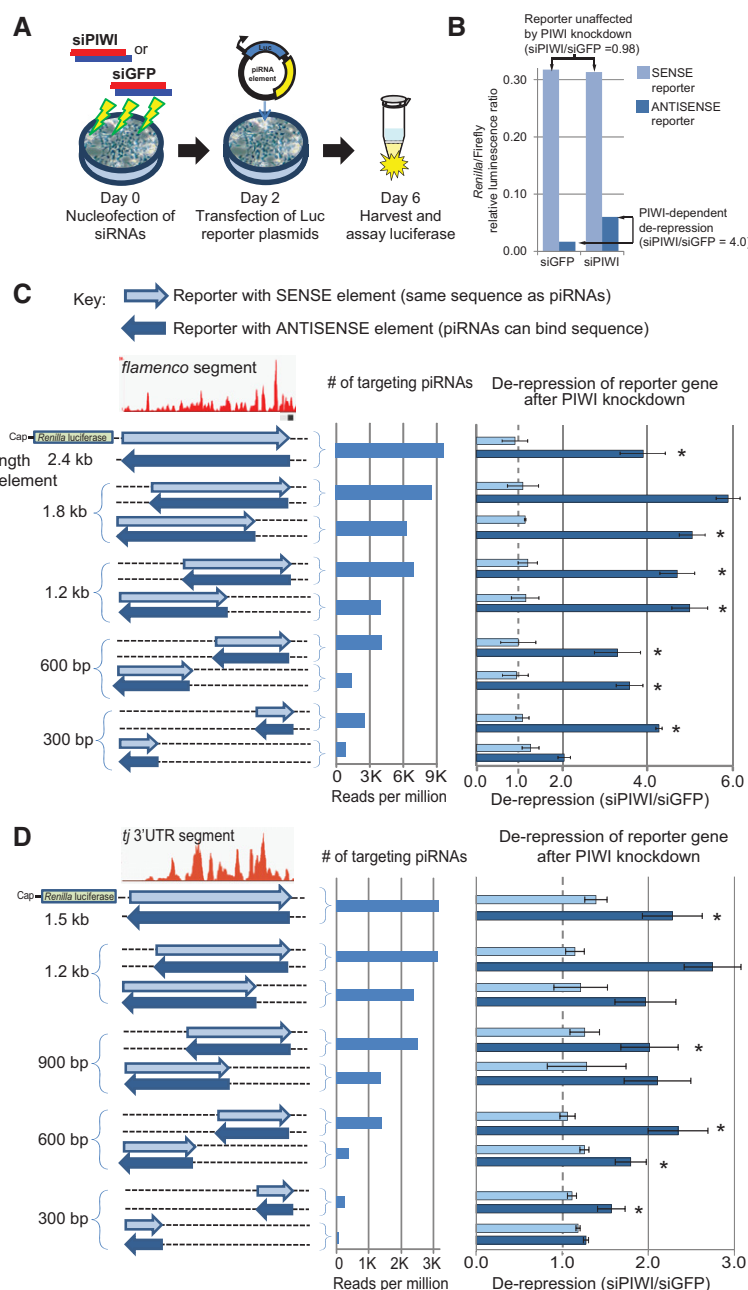 A
siPIWI or
siGFP
Luc
piRNA
element
Day 0
Nucleofection of
siRNAs
Day 2
Transfection of Luc
reporter plasmids
Day 6
Harvest and
assay luciferase
B
Reporter unaffected
by PIWI knockdown
(siPIWI/siGFP =0.98)
Renilla/Firefly
relative luminescence ratio
0.30
0.20
0.10
0.00
siGFP siPIWI
SENSE
reporter
ANTISENSE
reporter
PIWI-dependent
de-repression
(siPIWI/siGFP = 4.0)
C
Key:
Reporter with SENSE element (same sequence as piRNAs)
Reporter with ANTISENSE element (piRNAs can bind sequence)
flamenco segment
# of targeting piRNAs
De-repression of reporter gene
after PIWI knockdown
Cap Renilla luciferase
ngth
element
2.4 kb
1.8 kb
1.2 kb
600 bp
300 bp
*
*
*
*
*
*
*
0 3K 6K 9K
Reads per million
0.0 1.0 2.0 4.0 6.0
De-repression (siPIWI/siGFP)
D
tj 3'UTR segment
# of targeting piRNAs
De-repression of reporter gene
after PIWI knockdown
Cap Renilla luciferase
1.5 kb
1.2 kb
900 bp
600 bp
300 bp
*
*
*
*
*
0 1K 2K 3K
Reads per million
0.0 1.0 2.0 3.0
De-repression (siPIWI/siGFP)